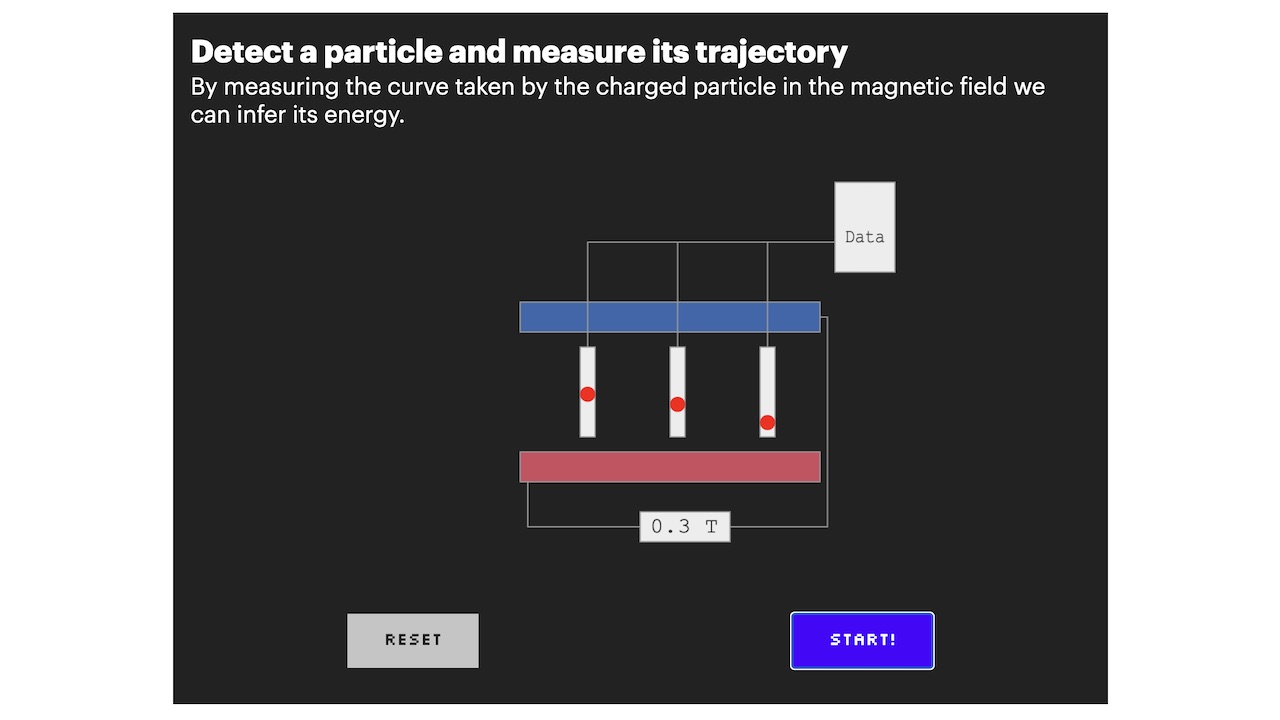 Detect a particle and measure its trajectory
By measuring the curve taken by the charged particle in the magnetic field we
can infer its energy.
Data
0.3 T
RESET
START!